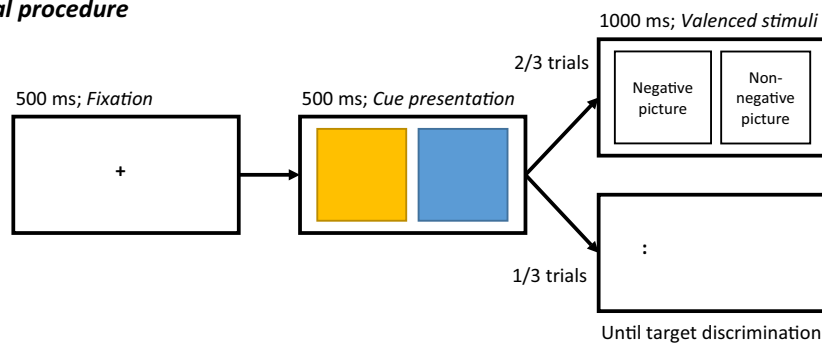 al procedure
1000 ms; Valenced stimuli
2/3 trials
500 ms; Fixation
500 ms; Cue presentation
Negative
picture
Non-
negative
picture
+
:
1/3 trials
Until target discrimination